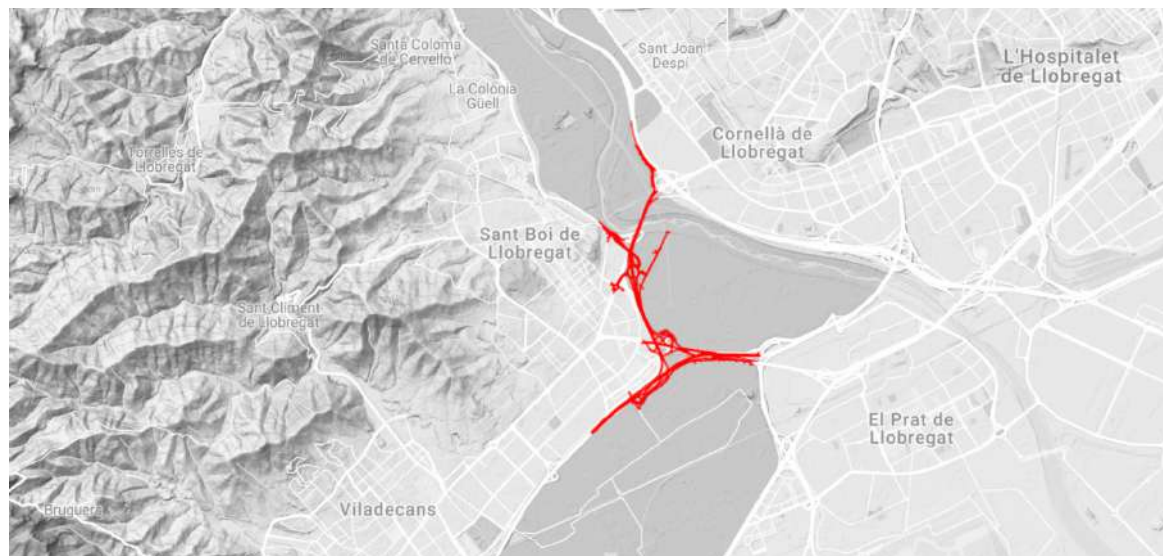 Santa Coloma
de Cervelló
Sant Joan
Despí
L'Hospitalet
de Llobregat
La Colònia
Güell
Cornellà de
Llobregat
Torrelles de
Llobregat
Sant Boi de
Llobregat
Sant Climent
de Llobregat
El Prat de
Llobregat
Viladecans
Bruguers